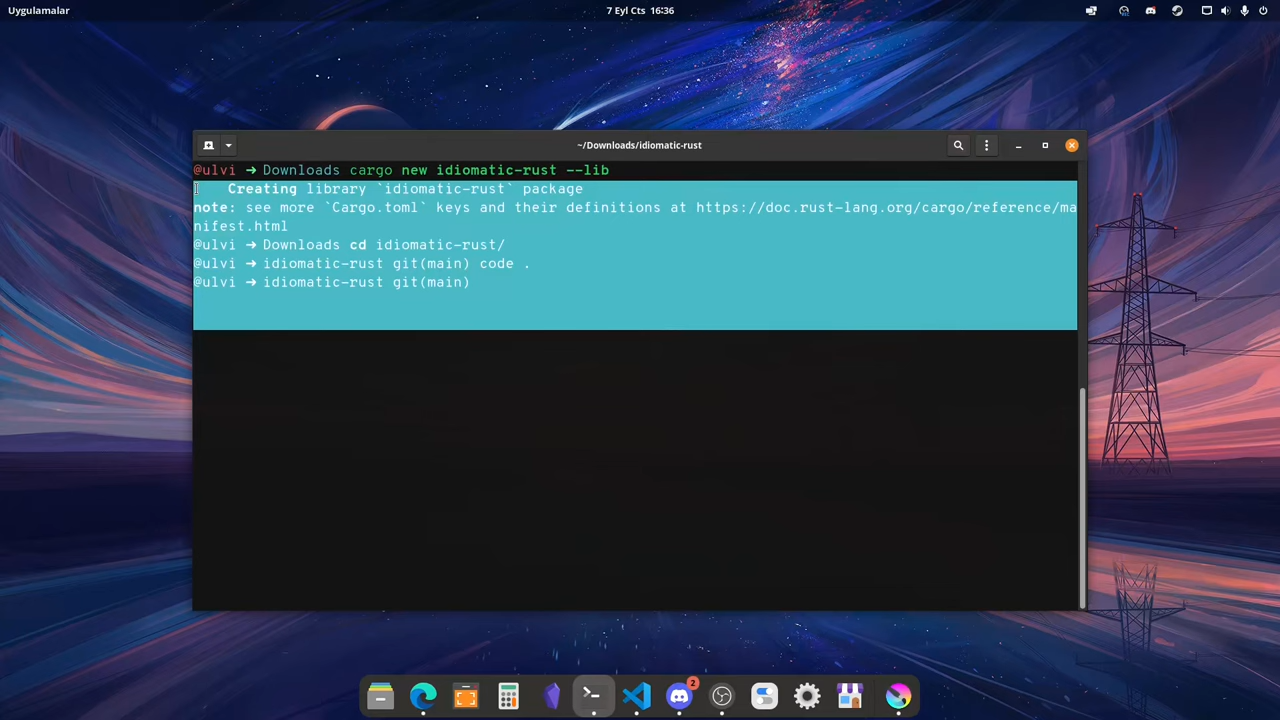 Uygulamalar
7 Eyl Cts 16:36
~/Downloads/idiomatic-rust
@ulvi ➜ Downloads cargo new idiomatic-rust --lib
Creating library `idiomatic-rust` package
note: see more `Cargo.toml` keys and their definitions at https://doc.rust-lang.org/cargo/reference/ma
nifest.html
@ulvi ➜ Downloads cd idiomatic-rust/
@ulvi ➜ idiomatic-rust git(main) code .
@ulvi ➜ idiomatic-rust git(main)
2